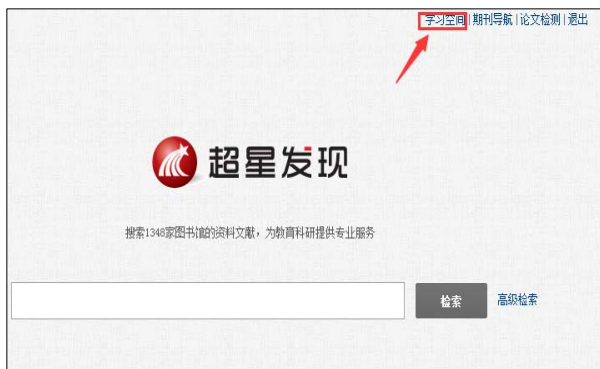 学习空间 | 期刊导航 | 论文检测 | 退出
超星发现
搜索1348家图书馆的资料文献，为教育科研提供专业服务
检索 高级检索